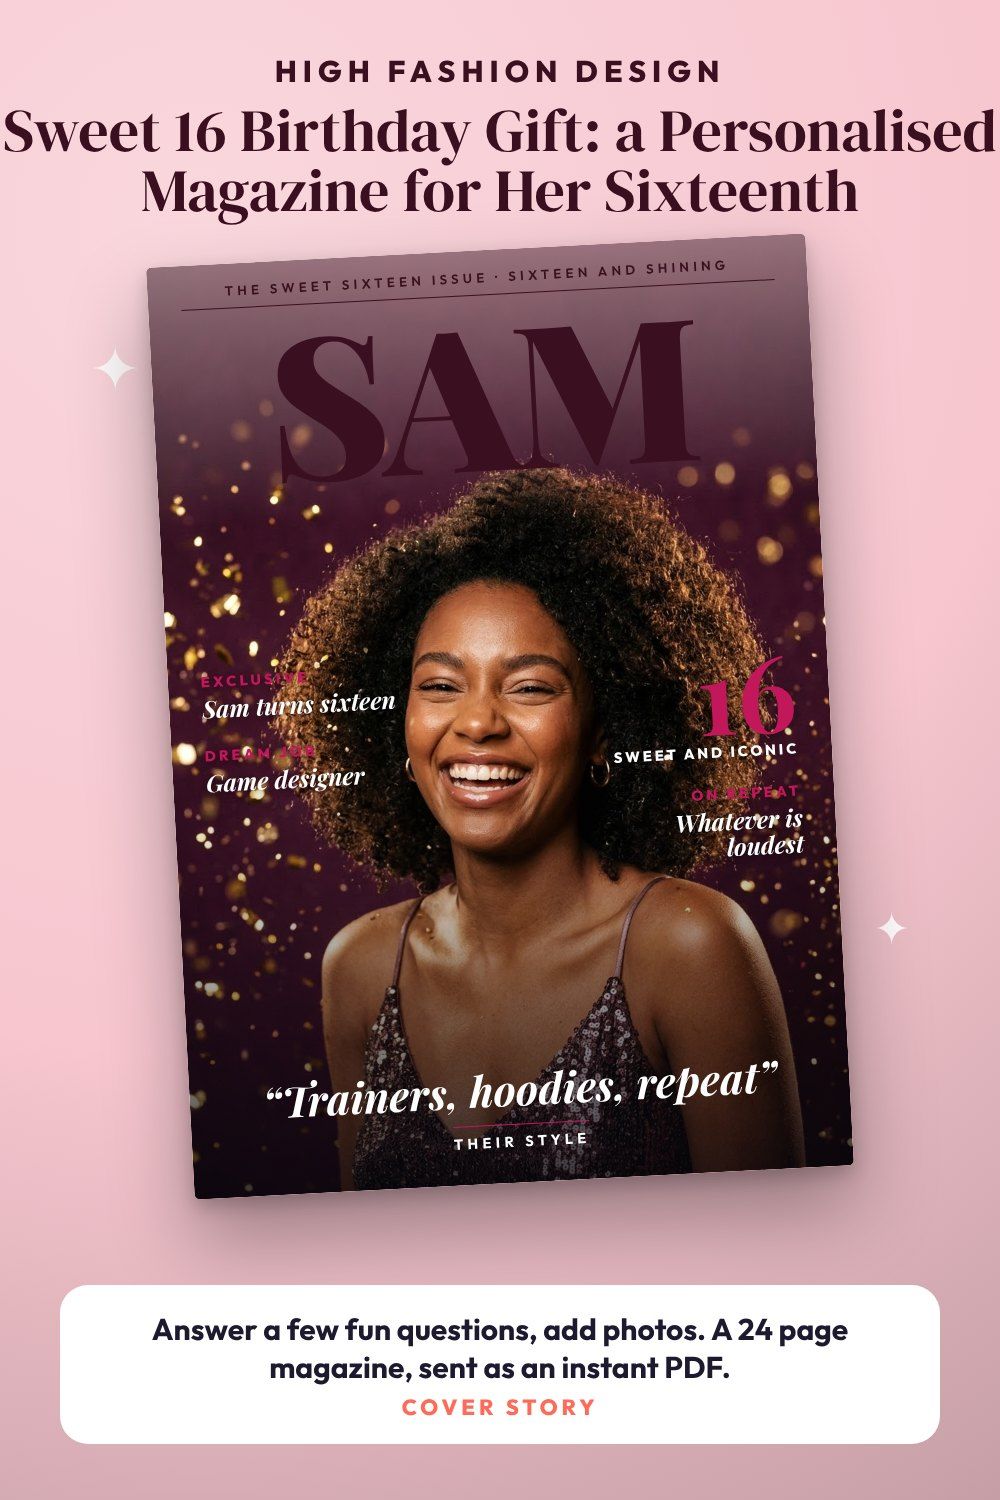 HIGH FASHION DESIGN
Sweet 16 Birthday Gift: a Personalised
Magazine for Her Sixteenth
THE SWEET SIXTEEN ISSUE · SIXTEEN AND SHINING
SAM
EXCLUSIVE
Sam turns sixteen
DREAM JOB
Game designer
16
SWEET AND ICONIC
ON REPEAT
Whatever is
loudest
“Trainers, hoodies, repeat”
THEIR STYLE
Answer a few fun questions, add photos. A 24 page
magazine, sent as an instant PDF.
COVER STORY